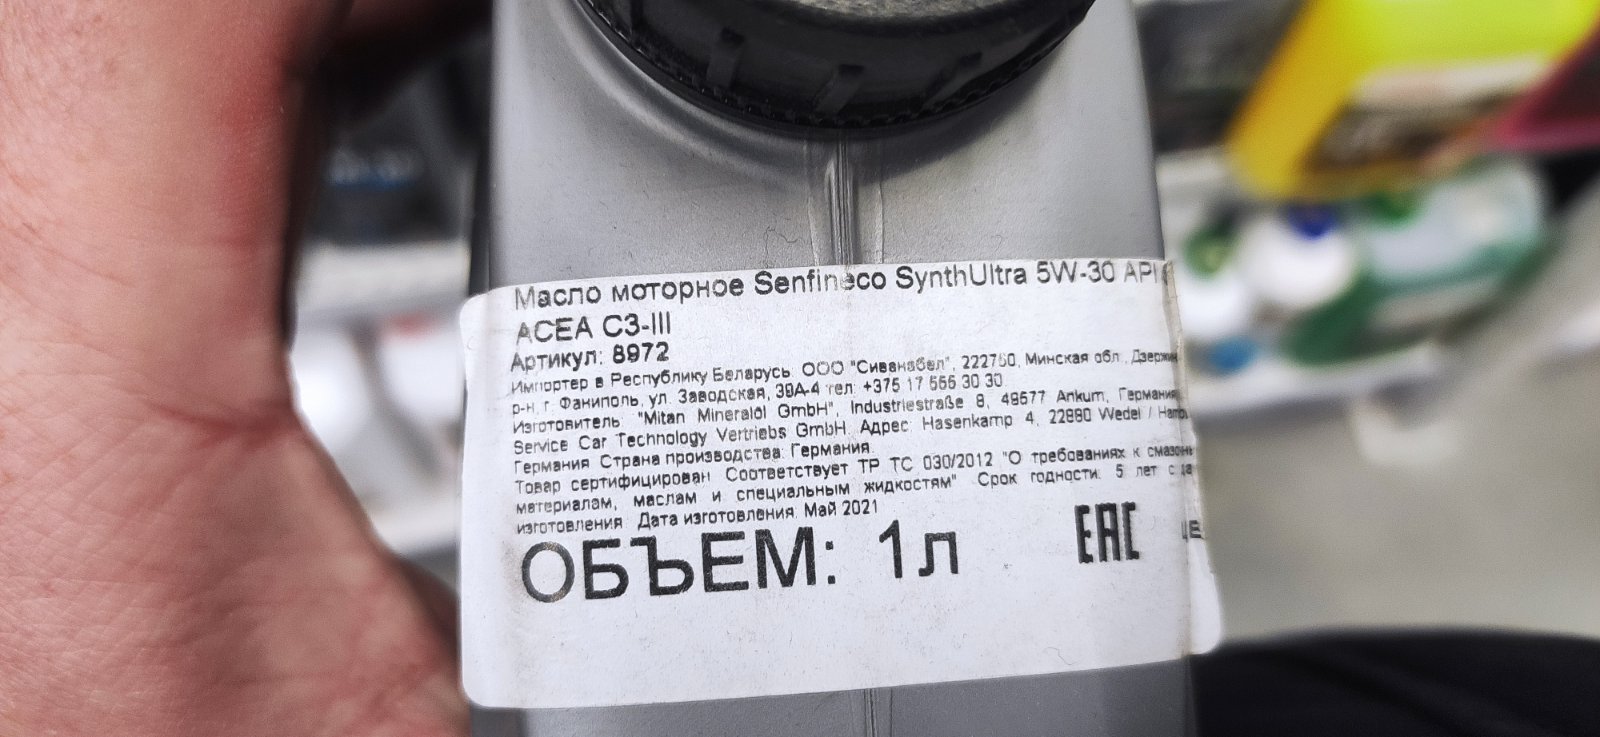 Масло моторное Senfineco SynthUltra 5W-30 API
ACEA C3-III
Артикул: 8972
Импортер в Республику Беларусь: ООО "Сиванабел", 222750, Минская обл., Дзержин
р-н, г. Фаниполь, ул. Заводская, 39А-4 тел: +375 17 566 30 30
Изготовитель: "Mitan Mineralöl GmbH", Industriestraße 8, 49577 Ankum, Германия,
Service Car Technology Vertriebs GmbH. Адрес: Hasenkamp 4, 22880 Wedel / Hamb
Германия. Страна производства: Германия.
Товар сертифицирован. Соответствует ТР ТС 030/2012 "О требованиях к смазочн
материалам, маслам и специальным жидкостям". Срок годности: 5 лет с да
изготовления. Дата изготовления: Май 2021
ОБЪЕМ: 1л
EAC